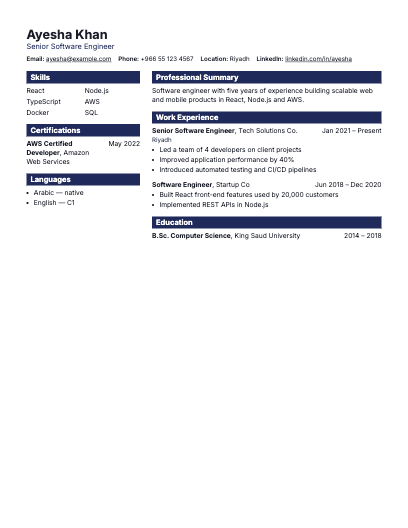 Ayesha Khan
Senior Software Engineer
Email: ayesha@example.com Phone: +966 55 123 4567 Location: Riyadh LinkedIn: linkedin.com/in/ayesha
Skills
React Node.js
TypeScript AWS
Docker SQL
Certifications
AWS Certified Developer, Amazon Web Services May 2022
Languages
• Arabic — native
• English — C1
Professional Summary
Software engineer with five years of experience building scalable web
and mobile products in React, Node.js and AWS.
Work Experience
Senior Software Engineer, Tech Solutions Co. Jan 2021 – Present
Riyadh
• Led a team of 4 developers on client projects
• Improved application performance by 40%
• Introduced automated testing and CI/CD pipelines
Software Engineer, Startup Co Jun 2018 – Dec 2020
• Built React front-end features used by 20,000 customers
• Implemented REST APIs in Node.js
Education
B.Sc. Computer Science, King Saud University 2014 – 2018